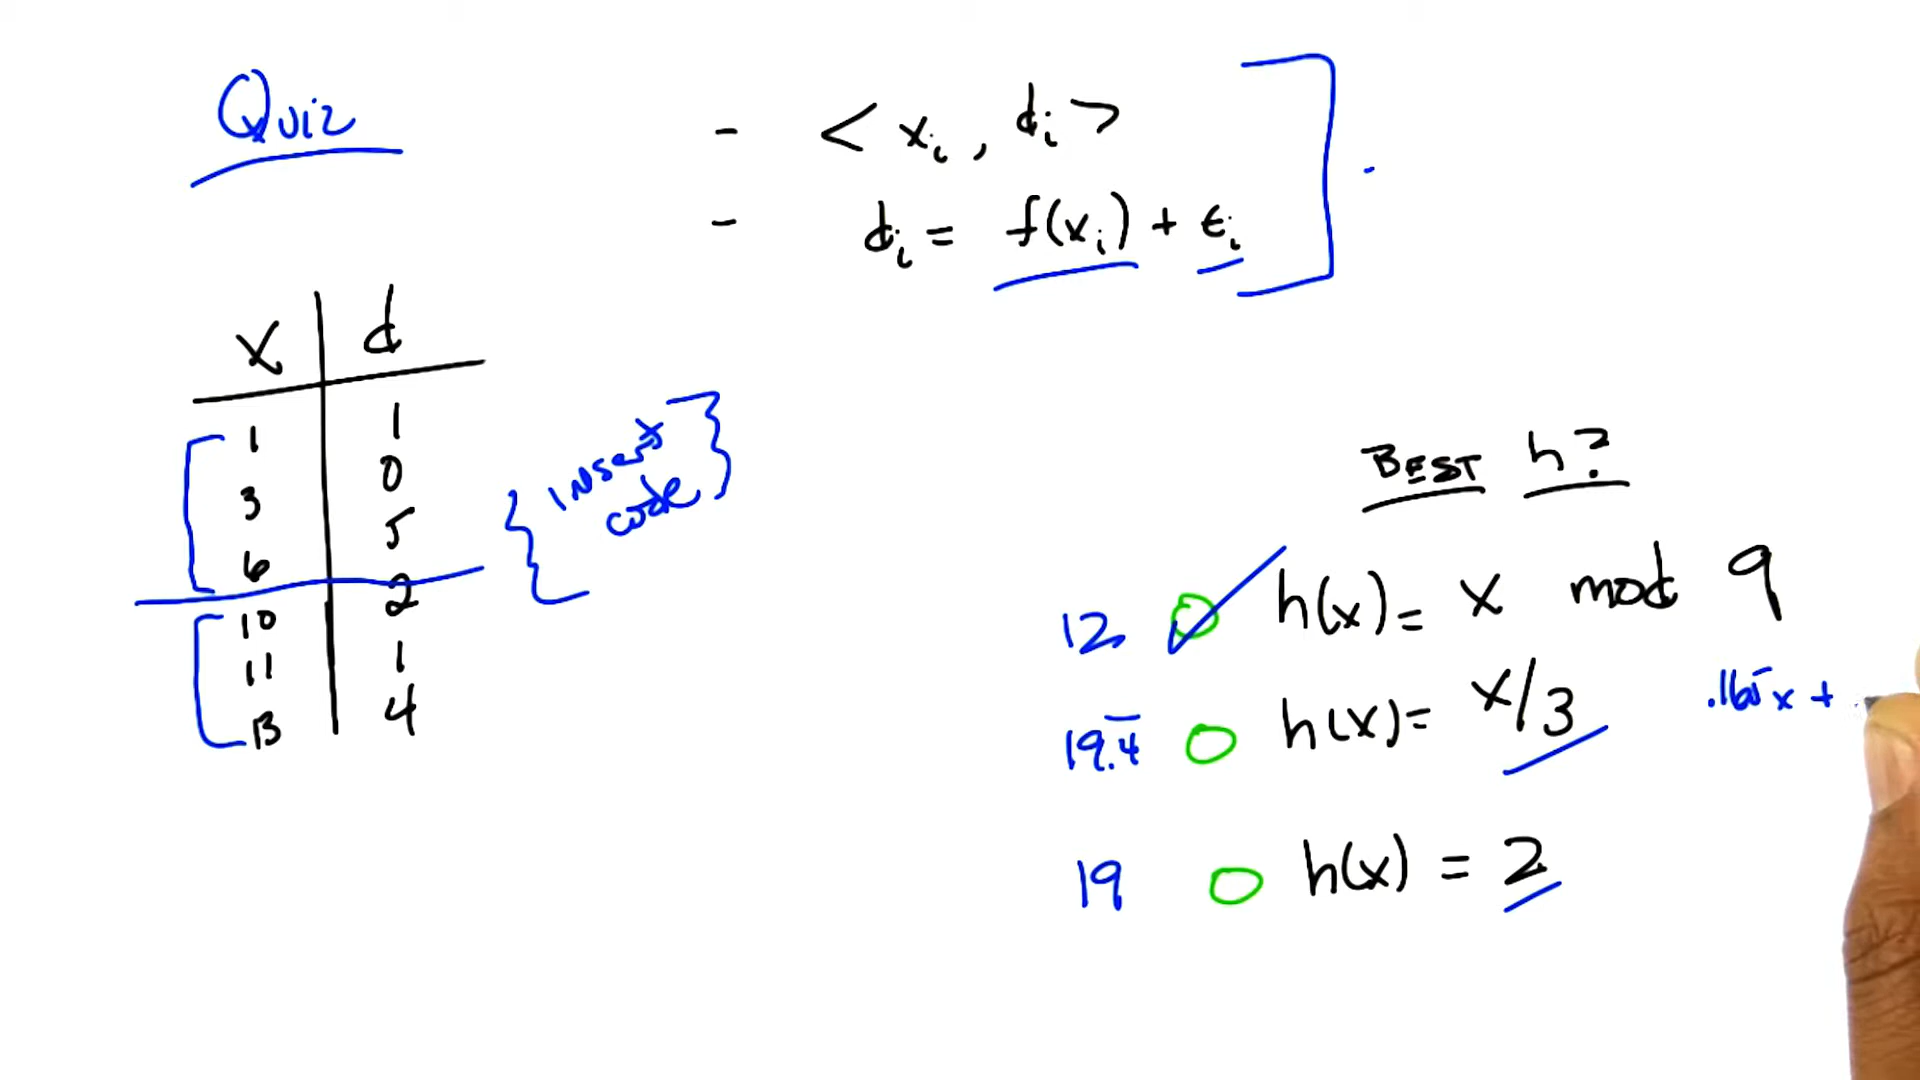 Quiz
- < xᵢ , dᵢ >
- dᵢ = f(xᵢ) + εᵢ
x d
1 1
3 0
6 5
10 2
11 1
13 4
{ insert
code }
BEST h?
12 h(x) = x mod 9
19.4̅ h(x) = x/3 .165x +
19 h(x) = 2